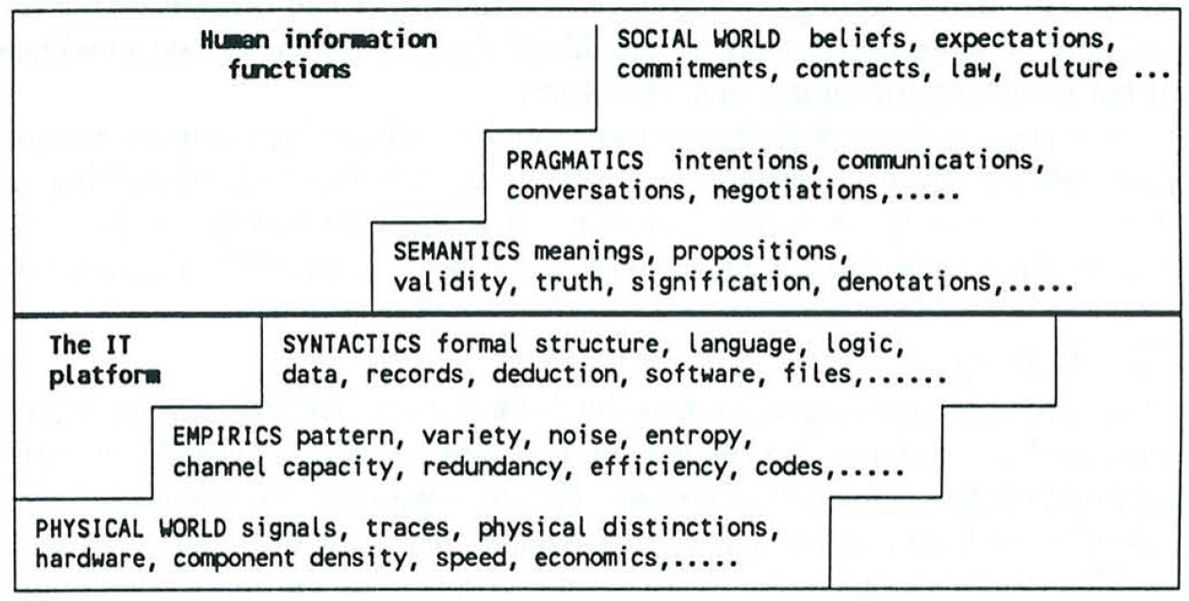 Human information
functions
SOCIAL WORLD beliefs, expectations,
commitments, contracts, law, culture ...
PRAGMATICS intentions, communications,
conversations, negotiations,.....
SEMANTICS meanings, propositions,
validity, truth, signification, denotations,.....
The IT
platform
SYNTACTICS formal structure, language, logic,
data, records, deduction, software, files,......
EMPIRICS pattern, variety, noise, entropy,
channel capacity, redundancy, efficiency, codes,.....
PHYSICAL WORLD signals, traces, physical distinctions,
hardware, component density, speed, economics,.....